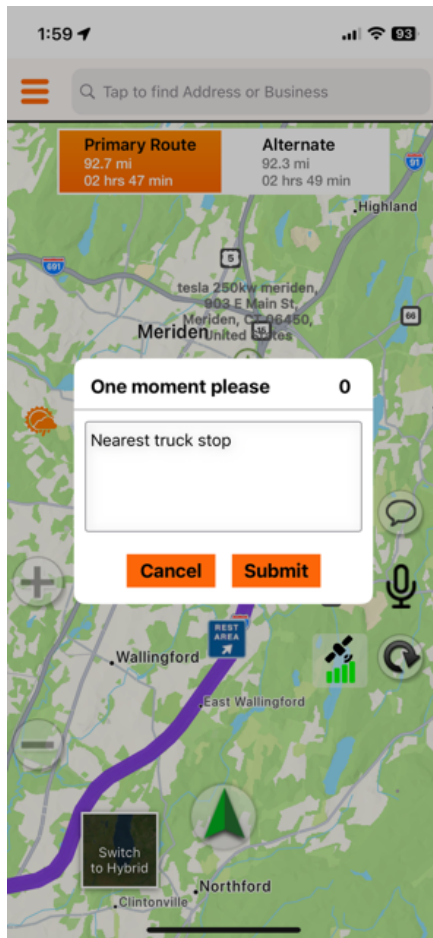 1:59
93
Tap to find Address or Business
Primary Route
92.7 mi
02 hrs 47 min
Alternate
92.3 mi
02 hrs 49 min
91
Highland
5
691
tesla 250kw meriden,
903 E Main St,
Meriden, CT 06450,
United States
Meriden
15
66
One moment please
0
Nearest truck stop
Cancel
Submit
REST
AREA
Wallingford
East Wallingford
Switch
to Hybrid
Northford
Clintonville